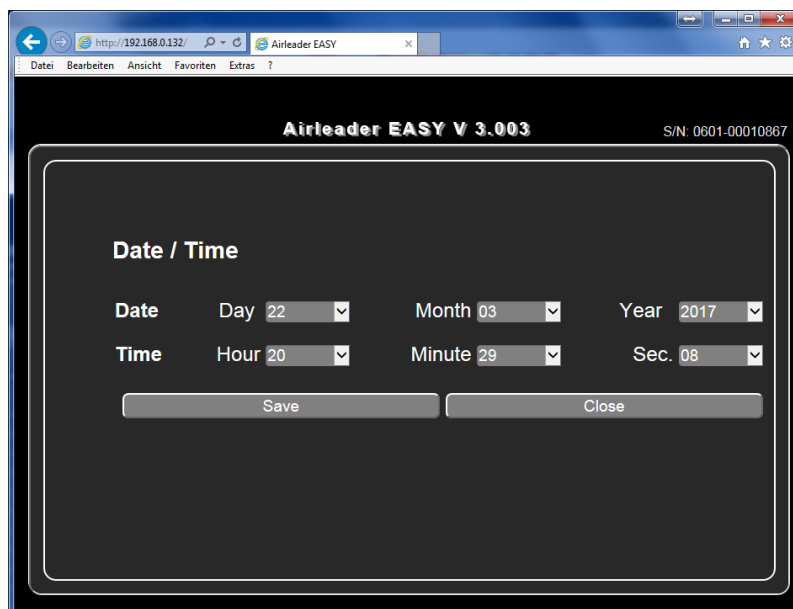 http://192.168.0.132/ Airleader EASY
Datei Bearbeiten Ansicht Favoriten Extras ?
Airleader EASY V 3.003 S/N: 0601-00010867
Date / Time
Date Day 22 Month 03 Year 2017
Time Hour 20 Minute 29 Sec. 08
Save Close